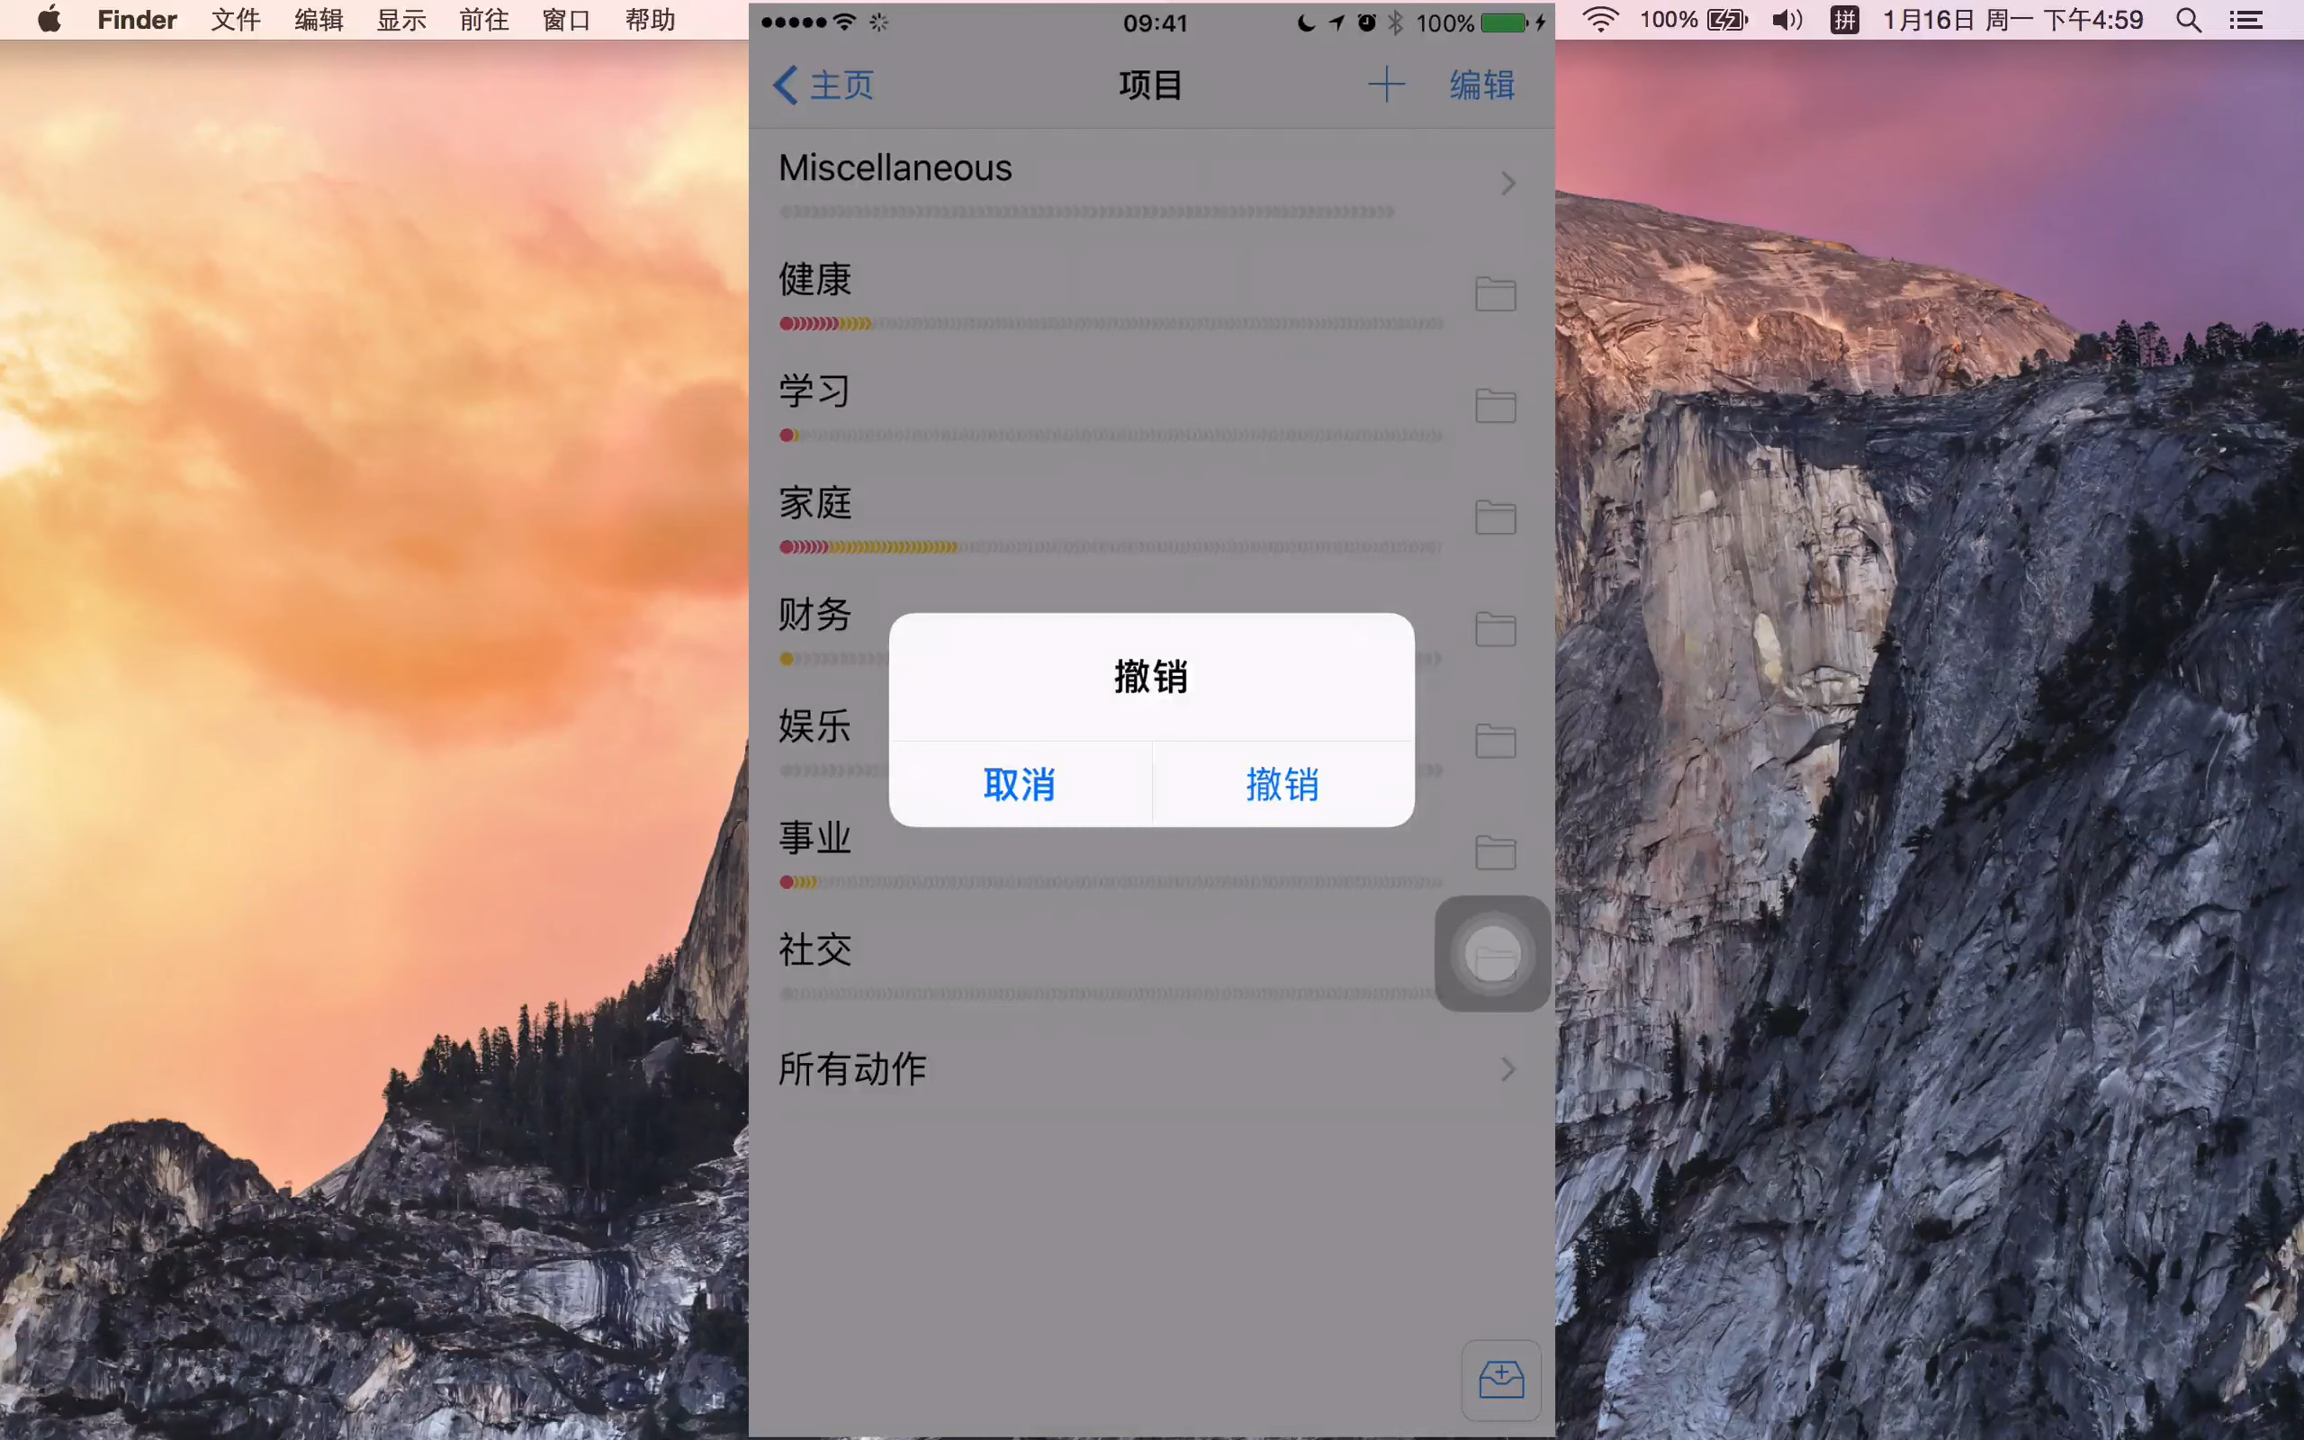 Finder 文件 编辑 显示 前往 窗口 帮助
100% 拼 1月16日 周一 下午4:59
09:41 100%
主页 项目 编辑
Miscellaneous
健康
学习
家庭
财务
娱乐
事业
社交
所有动作
撤销
取消 撤销